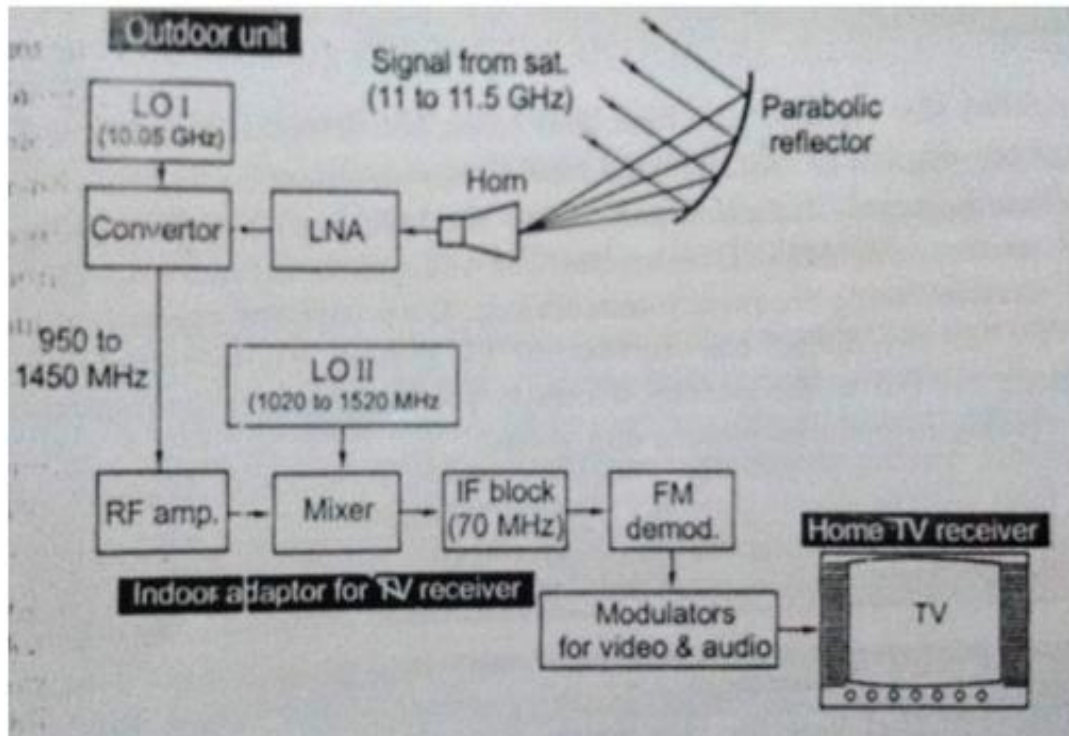 Outdoor unit
Signal from sat.
(11 to 11.5 GHz)
Parabolic
reflector
LO I
(10.05 GHz)
Horn
Convertor
LNA
950 to
1450 MHz
LO II
(1020 to 1520 MHz
RF amp.
Mixer
IF block
(70 MHz)
FM
demod.
Home TV receiver
Indoor adaptor for TV receiver
Modulators
for video & audio
TV